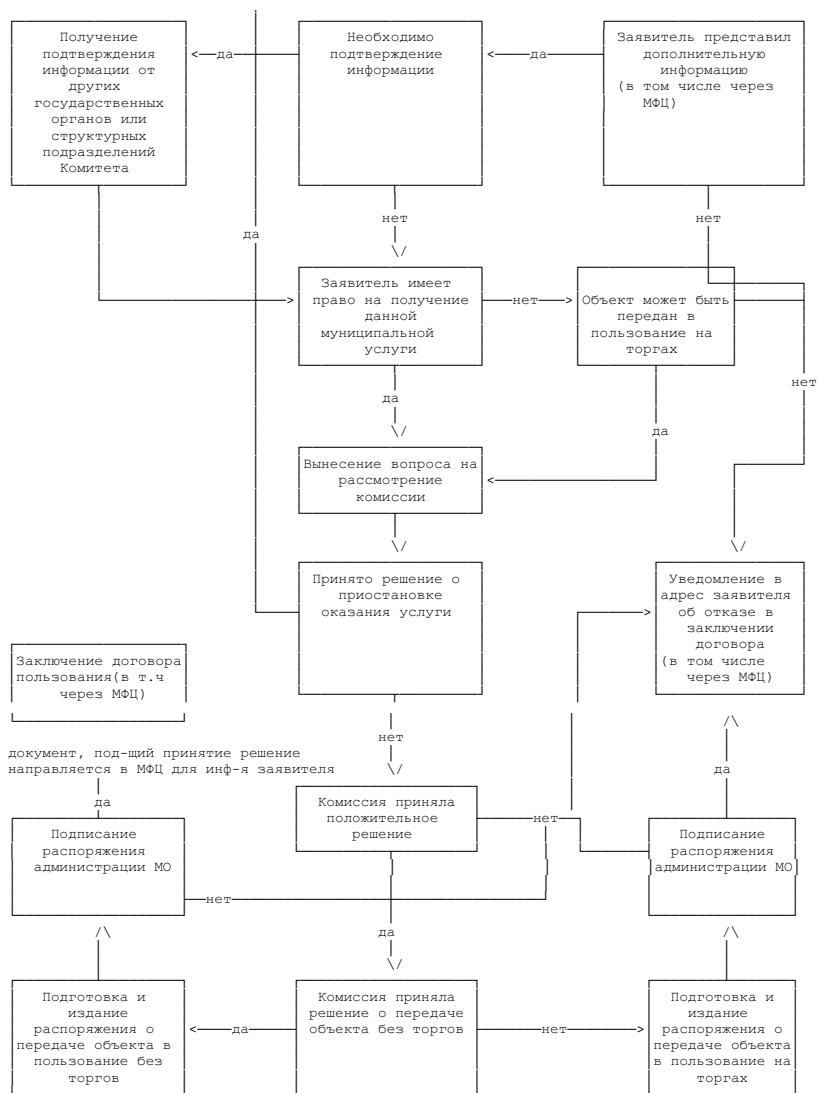 Получение
подтверждения
информации от
других
государственных
органов или
структурных
подразделений
Комитета
да
Необходимо
подтверждение
информации
да
Заявитель представил
дополнительную
информацию
(в том числе через
МФЦ)
нет
нет
да
Заявитель имеет
право на получение
данной
муниципальной
услуги
нет
Объект может быть
передан в
пользование на
торгах
нет
да
да
Вынесение вопроса на
рассмотрение
комиссии
Принято решение о
приостановке
оказания услуги
Уведомление в
адрес заявителя
об отказе в
заключении
договора
(в том числе
через МФЦ)
Заключение договора
пользования(в т.ч
через МФЦ)
нет
документ, под-щий принятие решение
направляется в МФЦ для инф-я заявителя
да
да
Подписание
распоряжения
администрации МО
Комиссия приняла
положительное
решение
нет
Подписание
распоряжения
администрации МО
нет
да
Подготовка и
издание
распоряжения о
передаче объекта в
пользование без
торгов
да
Комиссия приняла
решение о передаче
объекта без торгов
нет
Подготовка и
издание
распоряжения о
передаче объекта
в пользование на
торгах